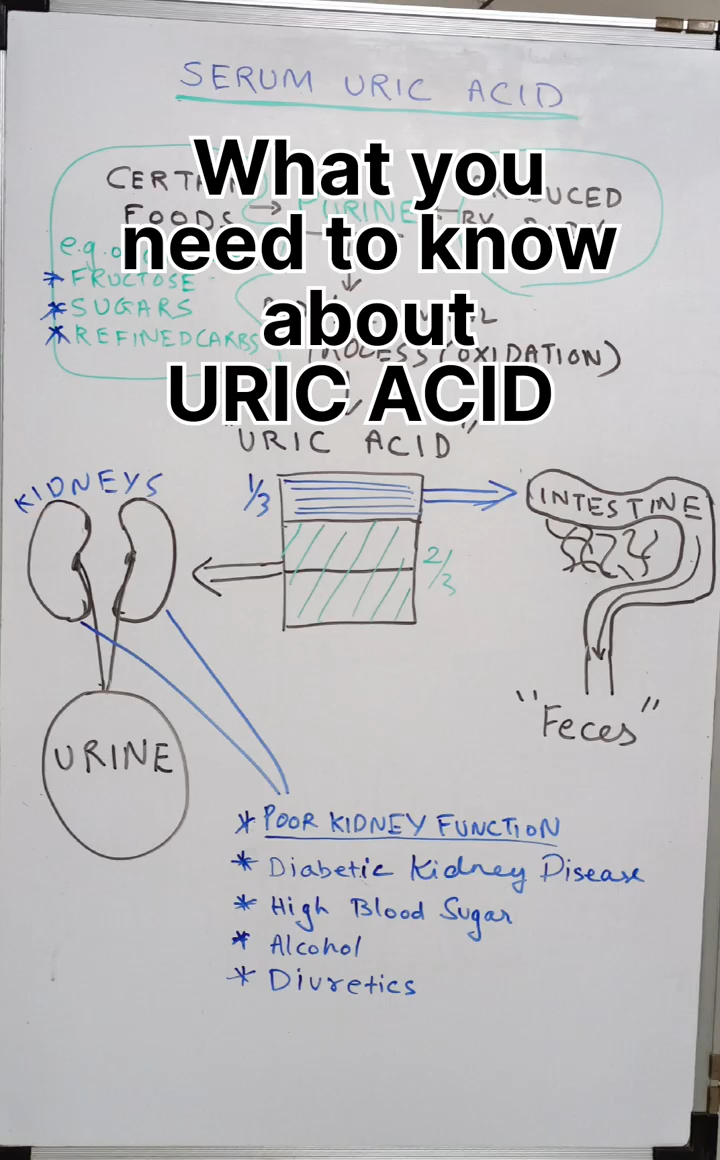 SERUM URIC ACID
What you
need to know
about
URIC ACID
FOODS
PURINE
e.g.
* FRUCTOSE
* SUGARS
* REFINED CARBS
(OXIDATION)
"URIC ACID"
KIDNEYS
1/3
INTESTINE
2/3
"Feces"
URINE
* POOR KIDNEY FUNCTION
* Diabetic Kidney Disease
* High Blood Sugar
* Alcohol
* Diuretics